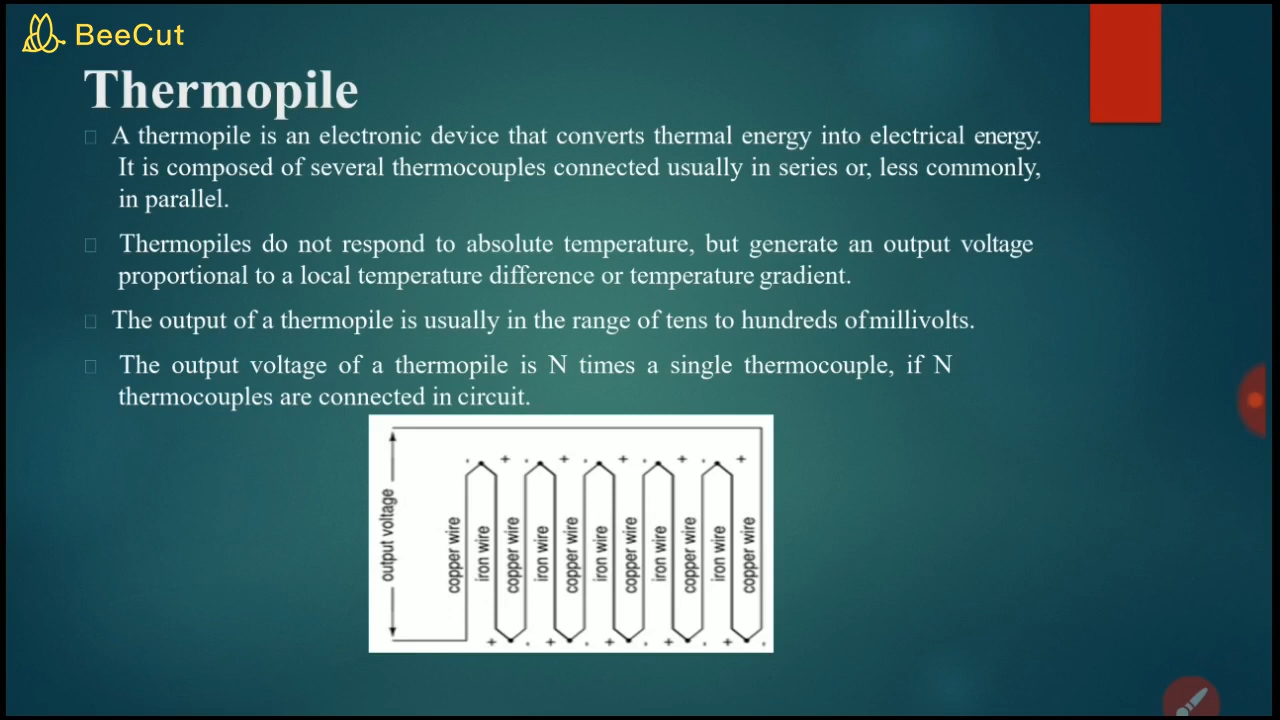 BeeCut
Thermopile
A thermopile is an electronic device that converts thermal energy into electrical energy.
It is composed of several thermocouples connected usually in series or, less commonly,
in parallel.
Thermopiles do not respond to absolute temperature, but generate an output voltage
proportional to a local temperature difference or temperature gradient.
The output of a thermopile is usually in the range of tens to hundreds ofmillivolts.
The output voltage of a thermopile is N times a single thermocouple, if N
thermocouples are connected in circuit.
- + - + - + - + - +
output voltage
copper wire
iron wire
copper wire
iron wire
copper wire
iron wire
copper wire
iron wire
copper wire
iron wire
copper wire
+ - + - + - + - + -